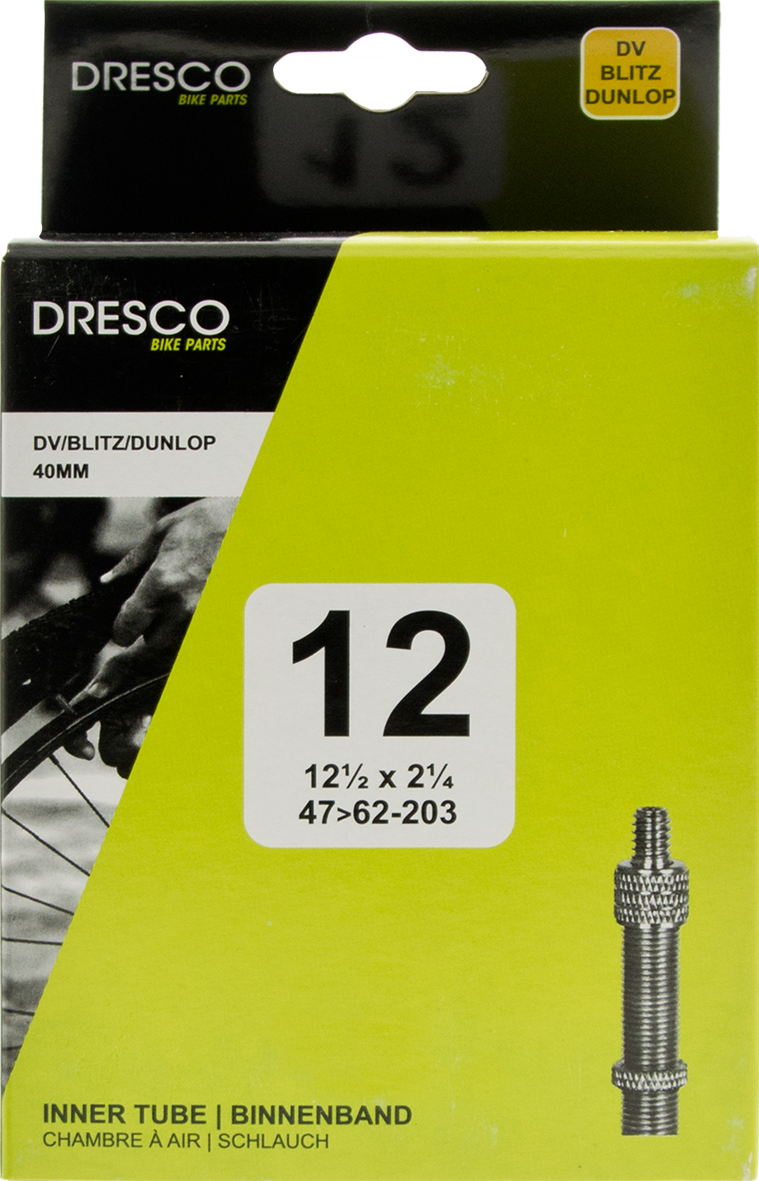 DRESCO
BIKE PARTS
DV
BLITZ
DUNLOP
DRESCO
BIKE PARTS
DV/BLITZ/DUNLOP
40MM
12
12½ x 2¼
47>62-203
INNER TUBE | BINNENBAND
CHAMBRE À AIR | SCHLAUCH